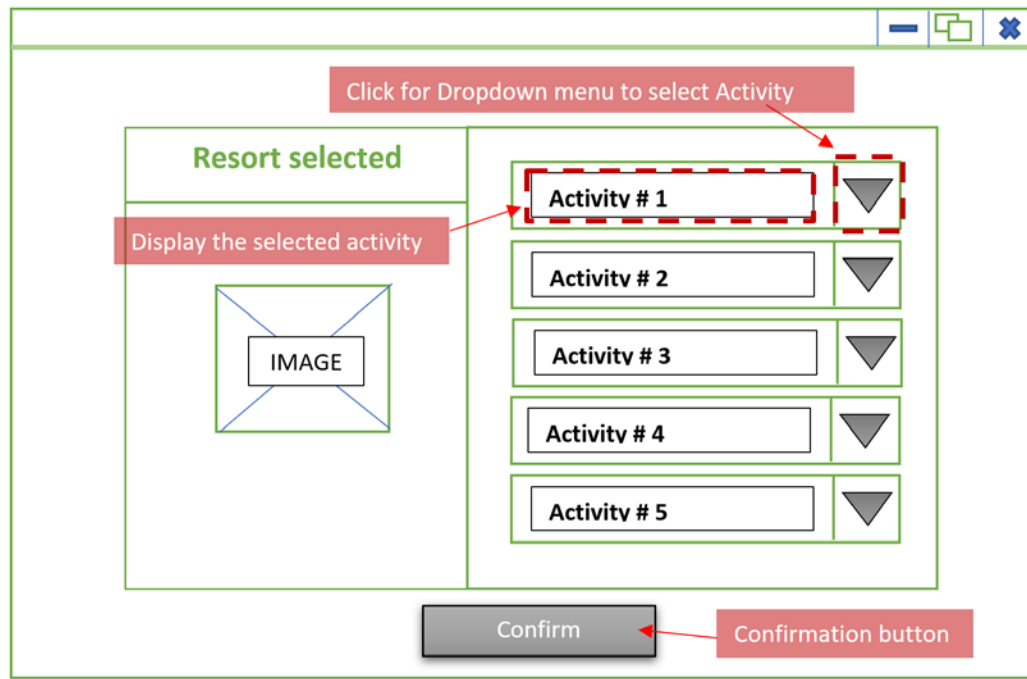 Click for Dropdown menu to select Activity
Resort selected
Display the selected activity
IMAGE
Activity # 1
Activity # 2
Activity # 3
Activity # 4
Activity # 5
Confirm
Confirmation button